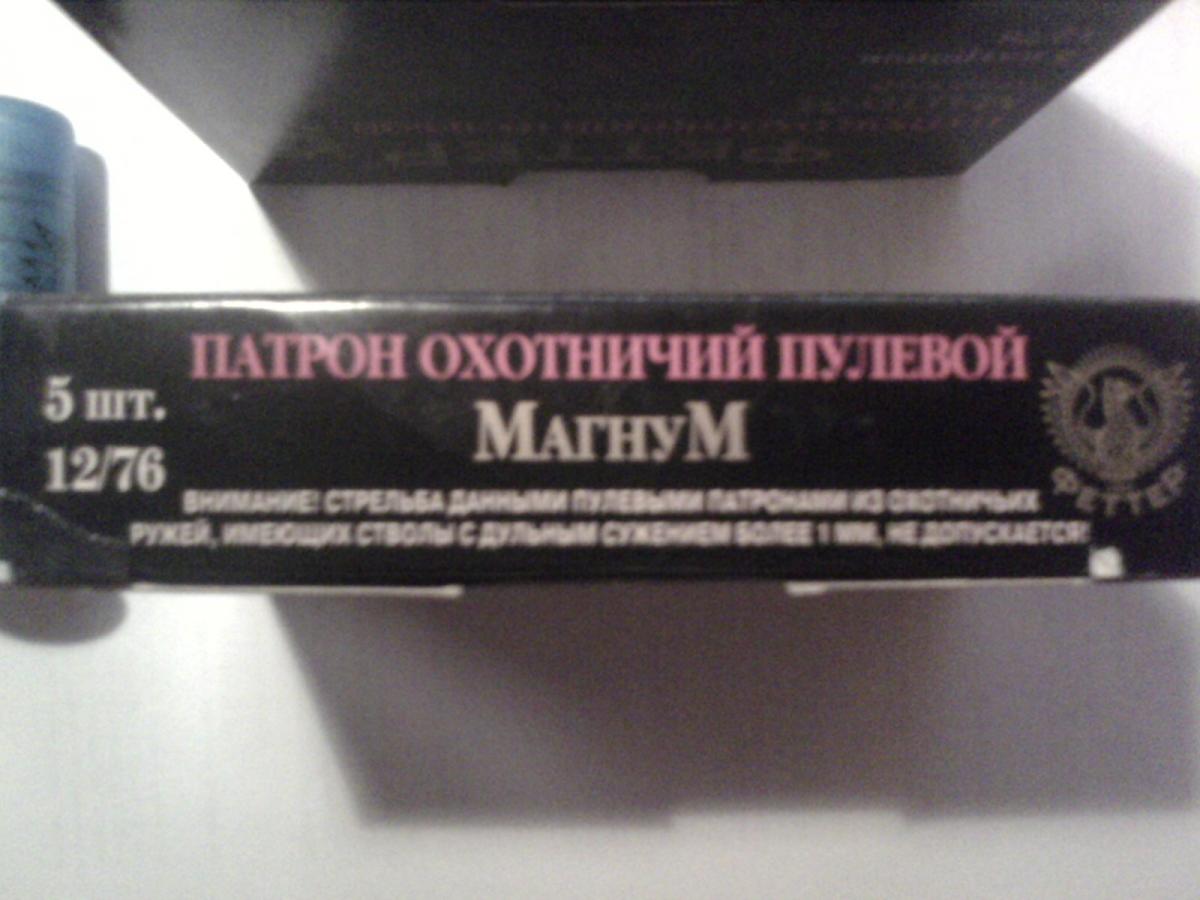 ПАТРОН ОХОТНИЧИЙ ПУЛЕВОЙ
5 шт.
МАГНУМ
12/76
ВНИМАНИЕ! СТРЕЛЬБА ДАННЫМИ ПУЛЕВЫМИ ПАТРОНАМИ ИЗ ОХОТНИЧЬИХ
РУЖЕЙ, ИМЕЮЩИХ СТВОЛЫ С ДУЛЬНЫМ СУЖЕНИЕМ БОЛЕЕ 1 ММ, НЕ ДОПУСКАЕТСЯ!
ФЕТТЕР